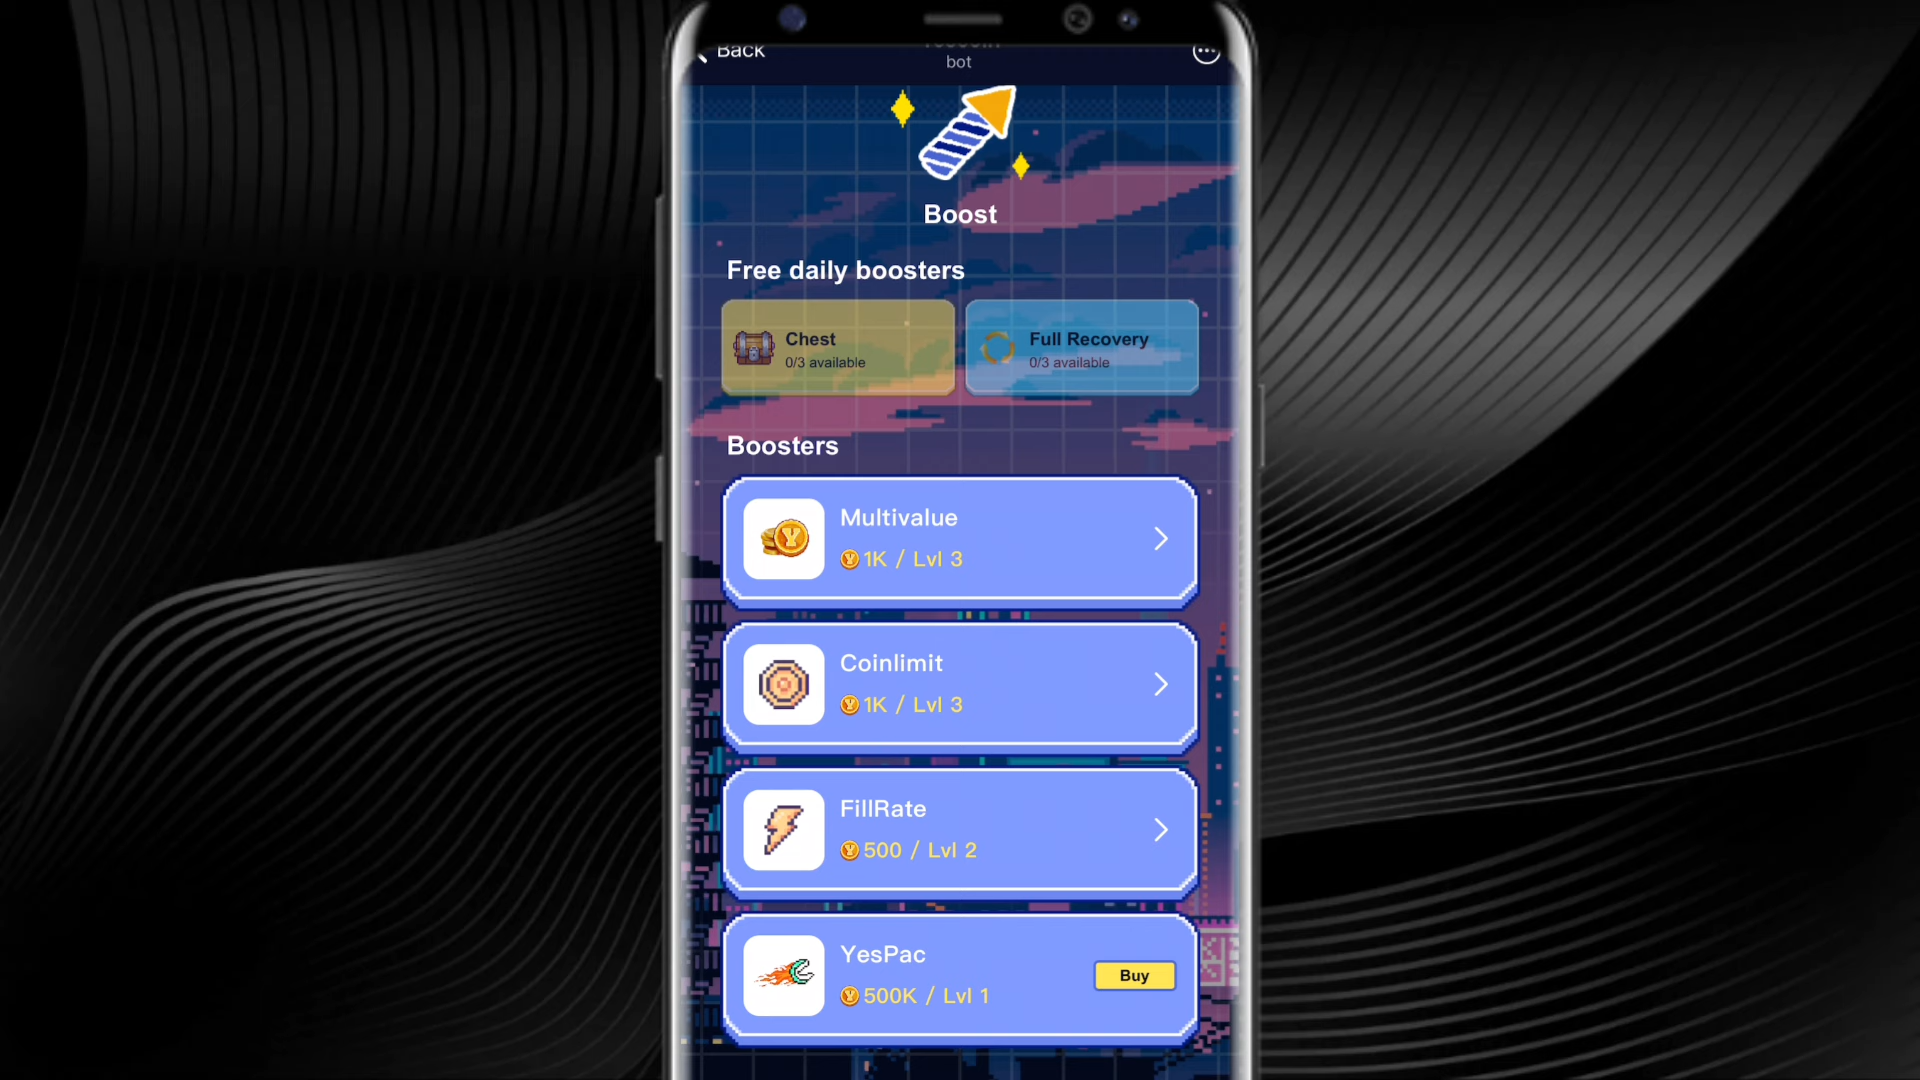 Back
bot
Boost
Free daily boosters
Chest
0/3 available
Full Recovery
0/3 available
Boosters
Multivalue
1K / Lvl 3
Coinlimit
1K / Lvl 3
FillRate
500 / Lvl 2
YesPac
500K / Lvl 1
Buy